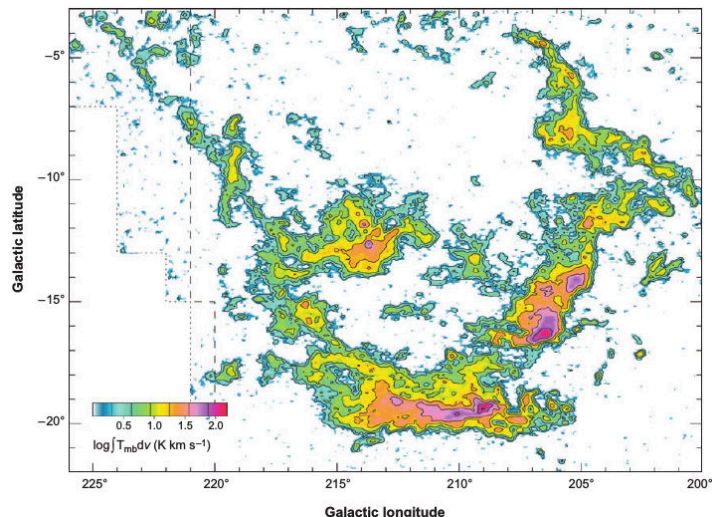 −5°
−10°
−15°
−20°
Galactic latitude
0.5 1.0 1.5 2.0
log∫T_mb dv (K km s⁻¹)
225° 220° 215° 210° 205° 200°
Galactic longitude